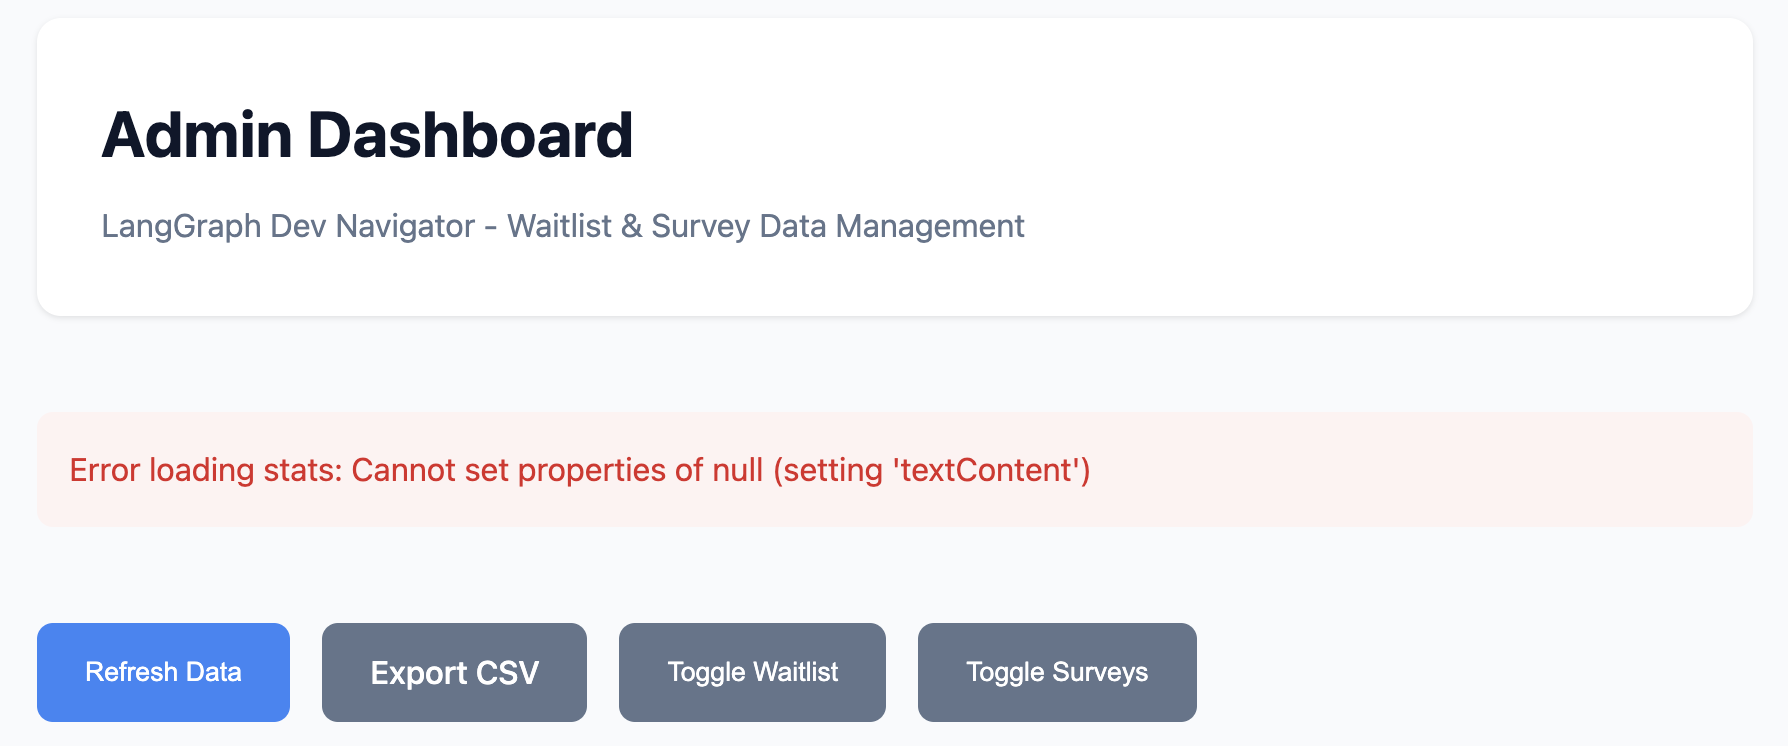 Admin Dashboard
LangGraph Dev Navigator - Waitlist & Survey Data Management
Error loading stats: Cannot set properties of null (setting 'textContent')
Refresh Data
Export CSV
Toggle Waitlist
Toggle Surveys